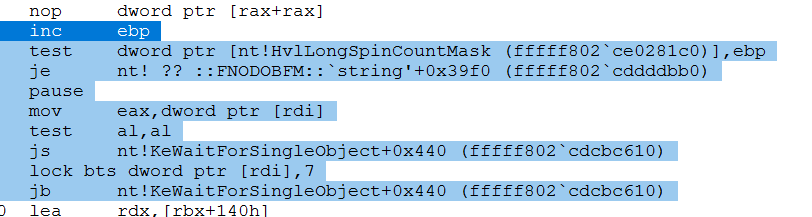 nop dword ptr [rax+rax]
inc ebp
test dword ptr [nt!HvlLongSpinCountMask (fffff802`ce0281c0)],ebp
je nt! ?? ::FNODOBFM::`string'+0x39f0 (fffff802`cddddbb0)
pause
mov eax,dword ptr [rdi]
test al,al
js nt!KeWaitForSingleObject+0x440 (fffff802`cdcbc610)
lock bts dword ptr [rdi],7
jb nt!KeWaitForSingleObject+0x440 (fffff802`cdcbc610)
0 lea rdx,[rbx+140h]